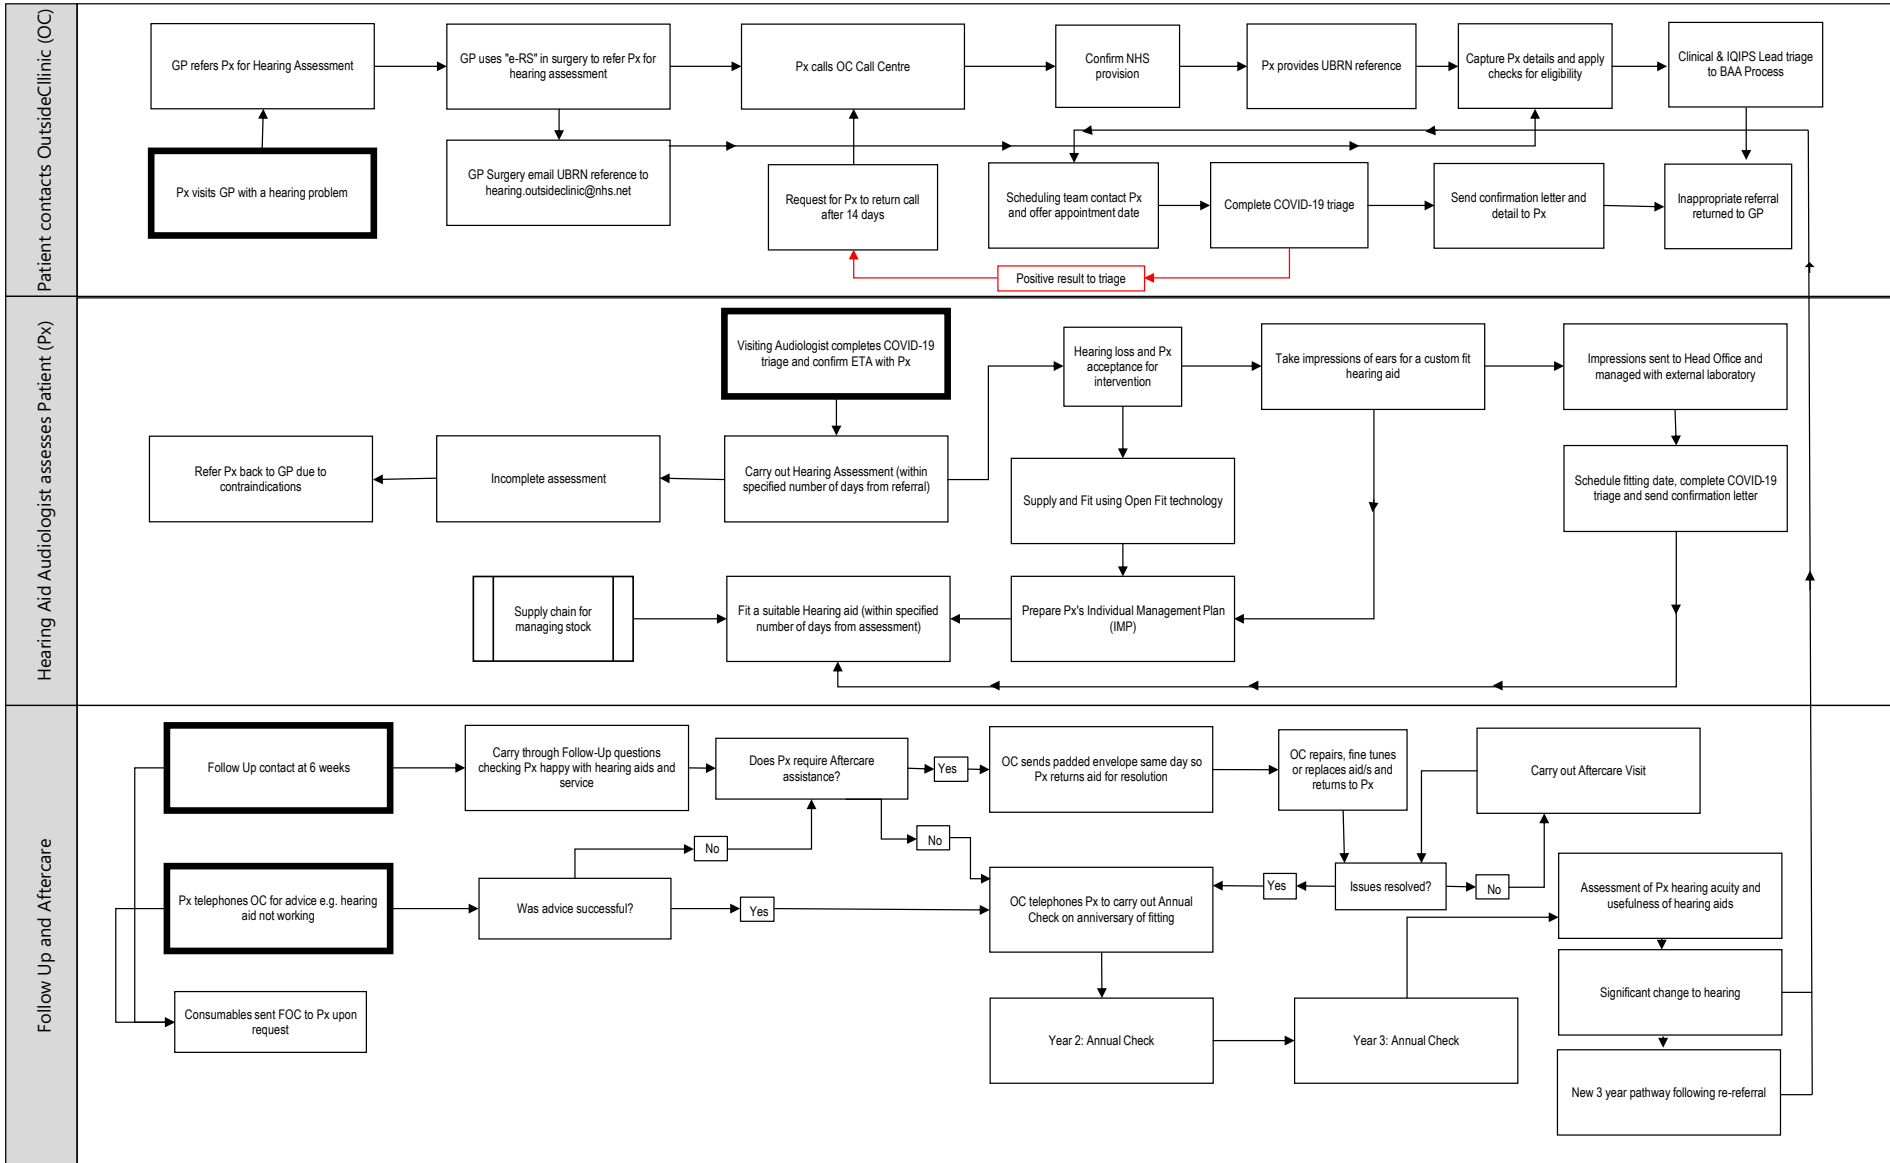 Patient contacts OutsideCllinic (OC)
GP refers Px for Hearing Assessment
GP uses "e-RS" in surgery to refer Px for
hearing assessment
Px calls OC Call Centre
Confirm NHS
provision
Px provides UBRN reference
Capture Px details and apply
checks for eligibility
Clinical & IQIPS Lead triage
to BAA Process
Px visits GP with a hearing problem
GP Surgery email UBRN reference to
hearing.outsideclinic@nhs.net
Request for Px to return call
after 14 days
Scheduling team contact Px
and offer appointment date
Complete COVID-19 triage
Send confirmation letter and
detail to Px
Inappropriate referral
returned to GP
Positive result to triage
Hearing Aid Audiologist assesses Patient (Px)
Visiting Audiologist completes COVID-19
triage and confirm ETA with Px
Hearing loss and Px
acceptance for
intervention
Take impressions of ears for a custom fit
hearing aid
Impressions sent to Head Office and
managed with external laboratory
Refer Px back to GP due to
contraindications
Incomplete assessment
Carry out Hearing Assessment (within
specified number of days from referral)
Supply and Fit using Open Fit technology
Schedule fitting date, complete COVID-19
triage and send confirmation letter
Supply chain for
managing stock
Fit a suitable Hearing aid (within specified
number of days from assessment)
Prepare Px's Individual Management Plan
(IMP)
Follow Up and Aftercare
Follow Up contact at 6 weeks
Carry through Follow-Up questions
checking Px happy with hearing aids and
service
Does Px require Aftercare
assistance?
Yes
OC sends padded envelope same day so
Px returns aid for resolution
OC repairs, fine tunes
or replaces aid/s and
returns to Px
Carry out Aftercare Visit
No
No
Px telephones OC for advice e.g. hearing
aid not working
Was advice successful?
Yes
OC telephones Px to carry out Annual
Check on anniversary of fitting
Yes
Issues resolved?
No
Assessment of Px hearing acuity and
usefulness of hearing aids
Consumables sent FOC to Px upon
request
Year 2: Annual Check
Year 3: Annual Check
Significant change to hearing
New 3 year pathway following re-referral